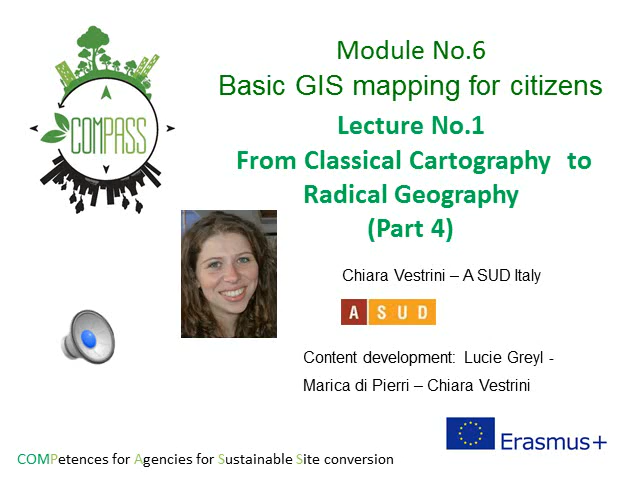 Module No.6
Basic GIS mapping for citizens
COMPASS
Lecture No.1
From Classical Cartography to
Radical Geography
(Part 4)
Chiara Vestrini – A SUD Italy
A SUD
Content development: Lucie Greyl -
Marica di Pierri – Chiara Vestrini
Erasmus+
COMPetences for Agencies for Sustainable Site conversion